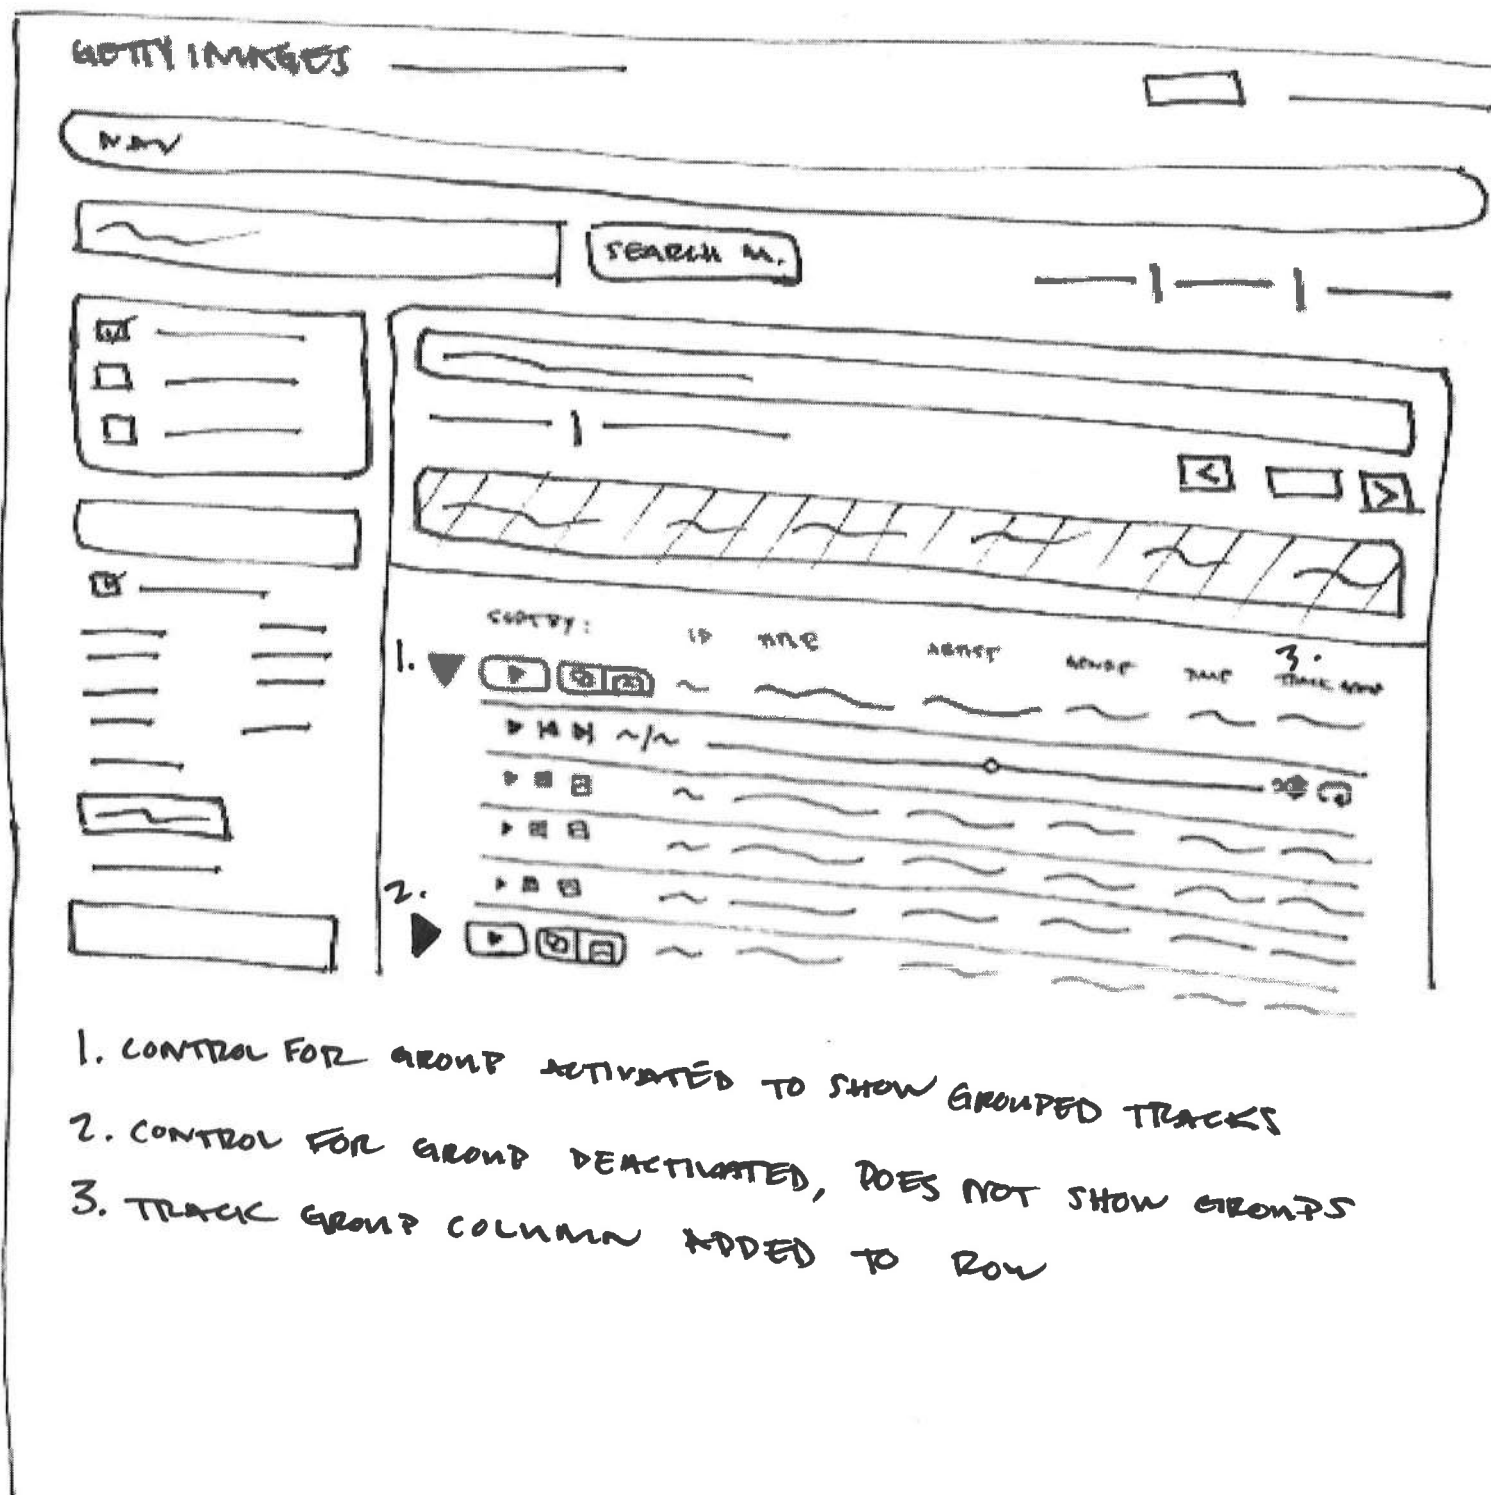 GETTY IMAGES
NAV
SEARCH M.
SORT BY: ID TITLE ARTIST GENRE TIME TRACK GROUP
3.
1.
2.
1. CONTROL FOR GROUP ACTIVATED TO SHOW GROUPED TRACKS
2. CONTROL FOR GROUP DEACTIVATED, DOES NOT SHOW GROUPS
3. TRACK GROUP COLUMN ADDED TO ROW